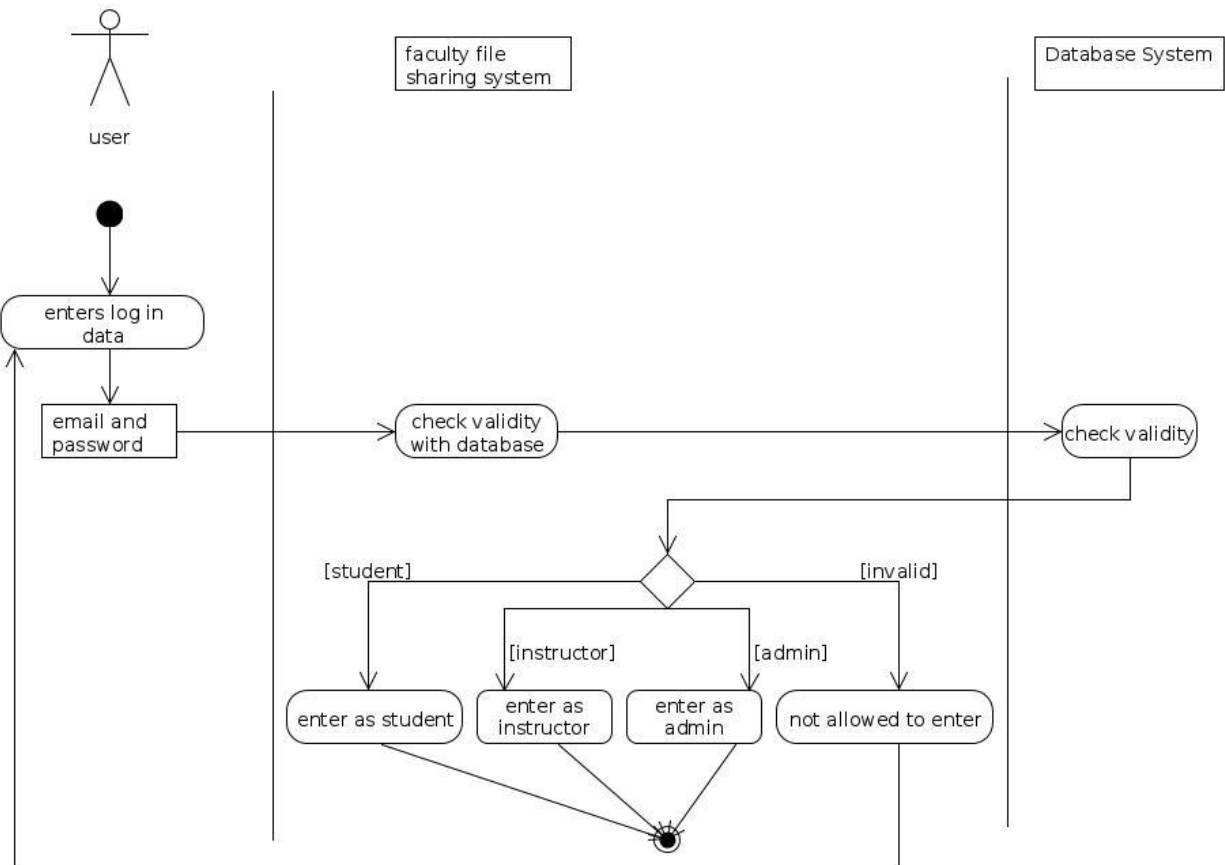 faculty file
sharing system
Database System
user
enters log in
data
email and
password
check validity
with database
check validity
[student]
[invalid]
[instructor]
[admin]
enter as student
enter as
instructor
enter as
admin
not allowed to enter